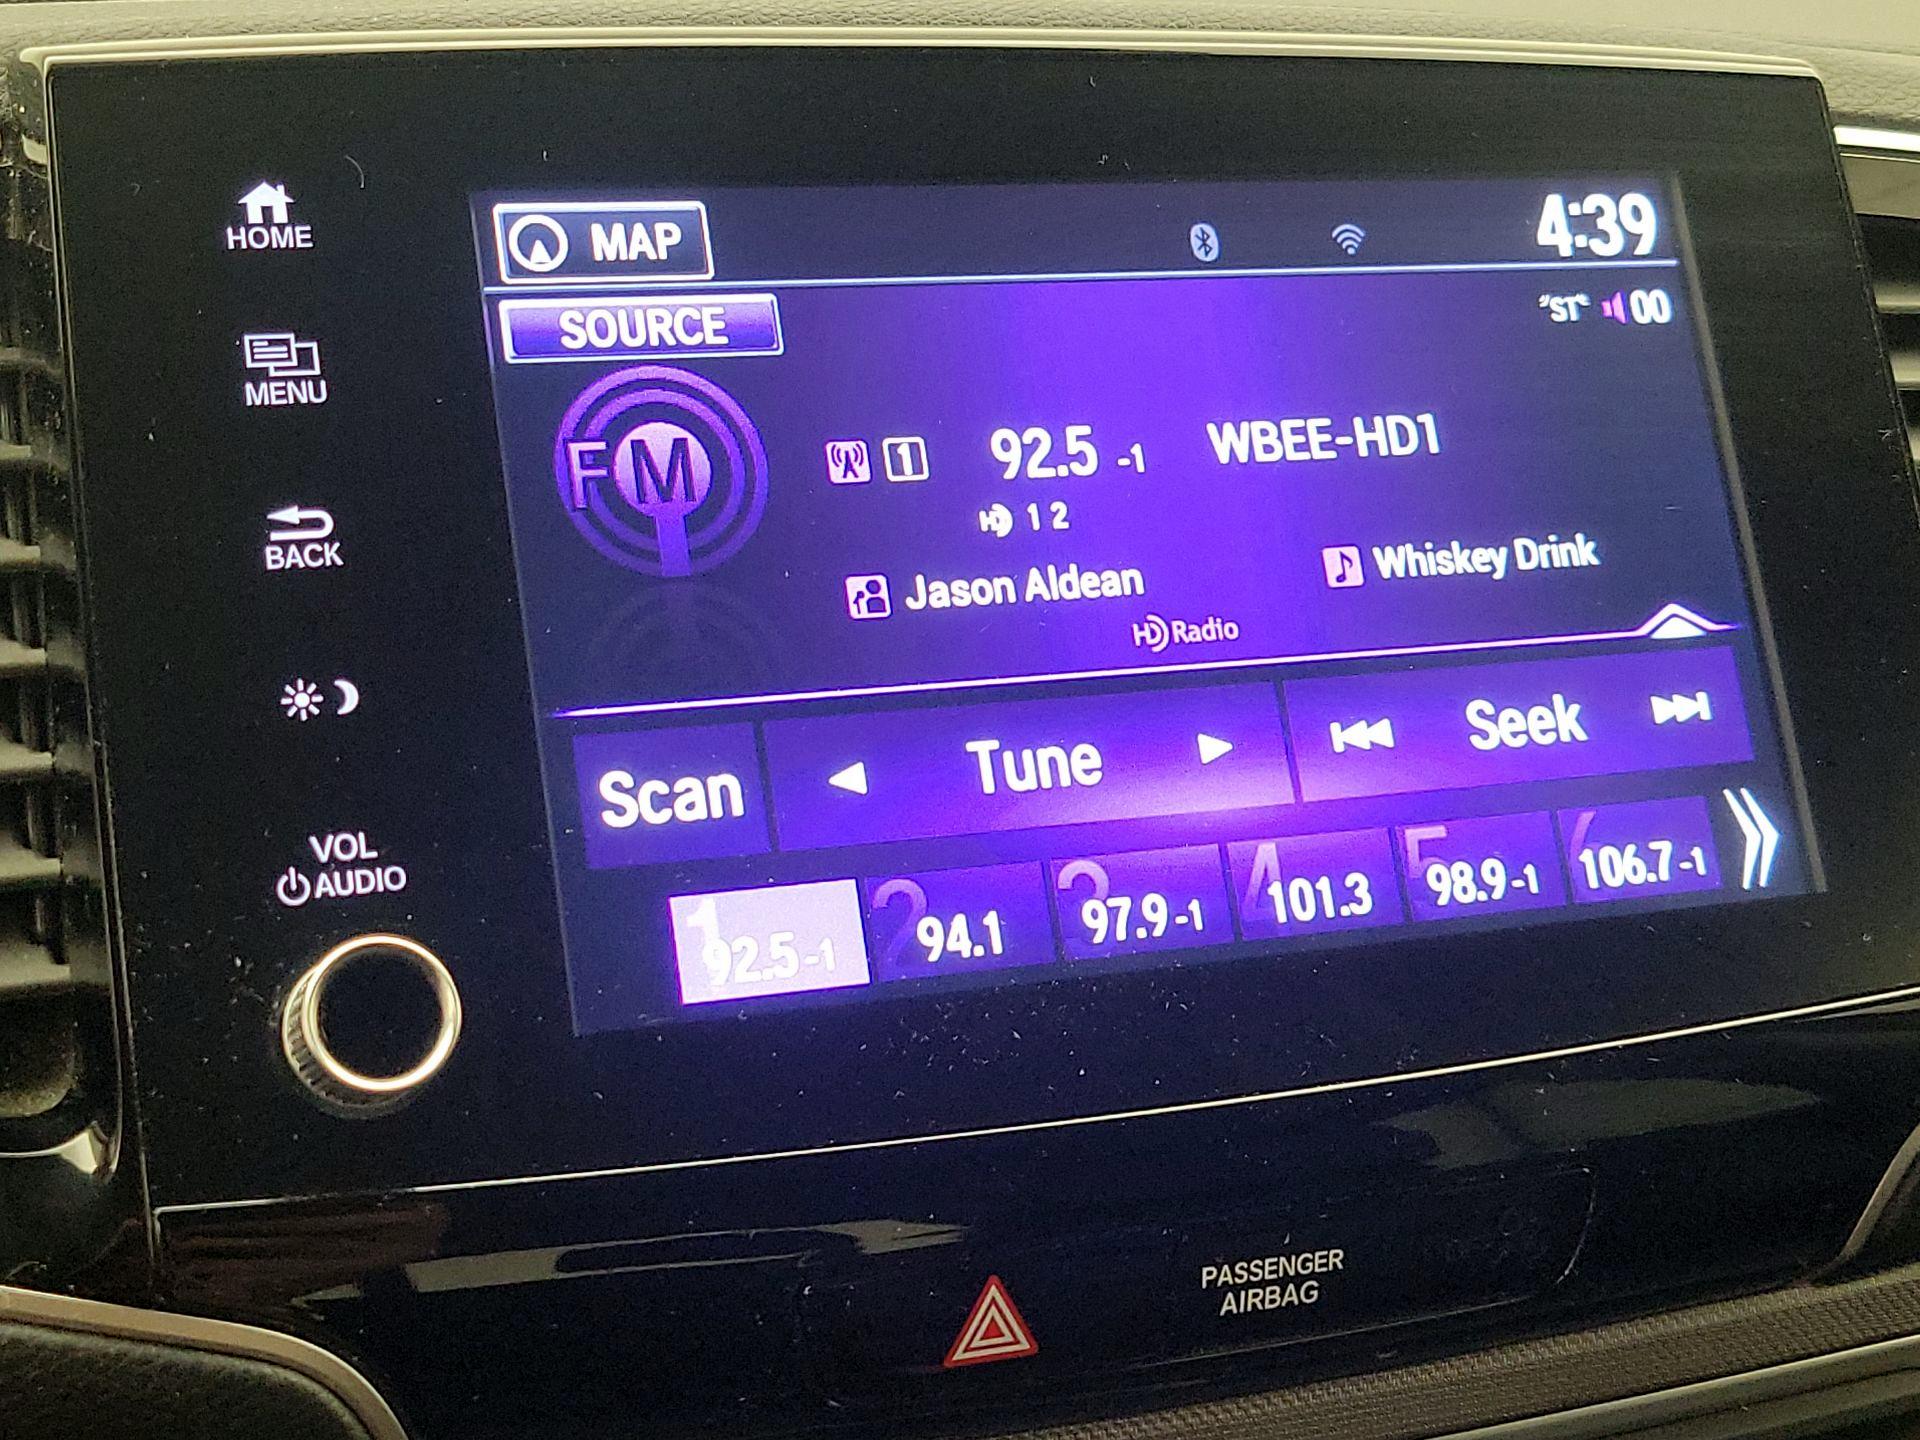 HOME
MENU
BACK
VOL
AUDIO
MAP
4:39
SOURCE
"ST" 00
FM
1 92.5 -1 WBEE-HD1
HD 1 2
Jason Aldean Whiskey Drink
HD Radio
Scan Tune Seek
1 2 3 4 5 6
92.5-1 94.1 97.9-1 101.3 98.9-1 106.7-1
PASSENGER
AIRBAG